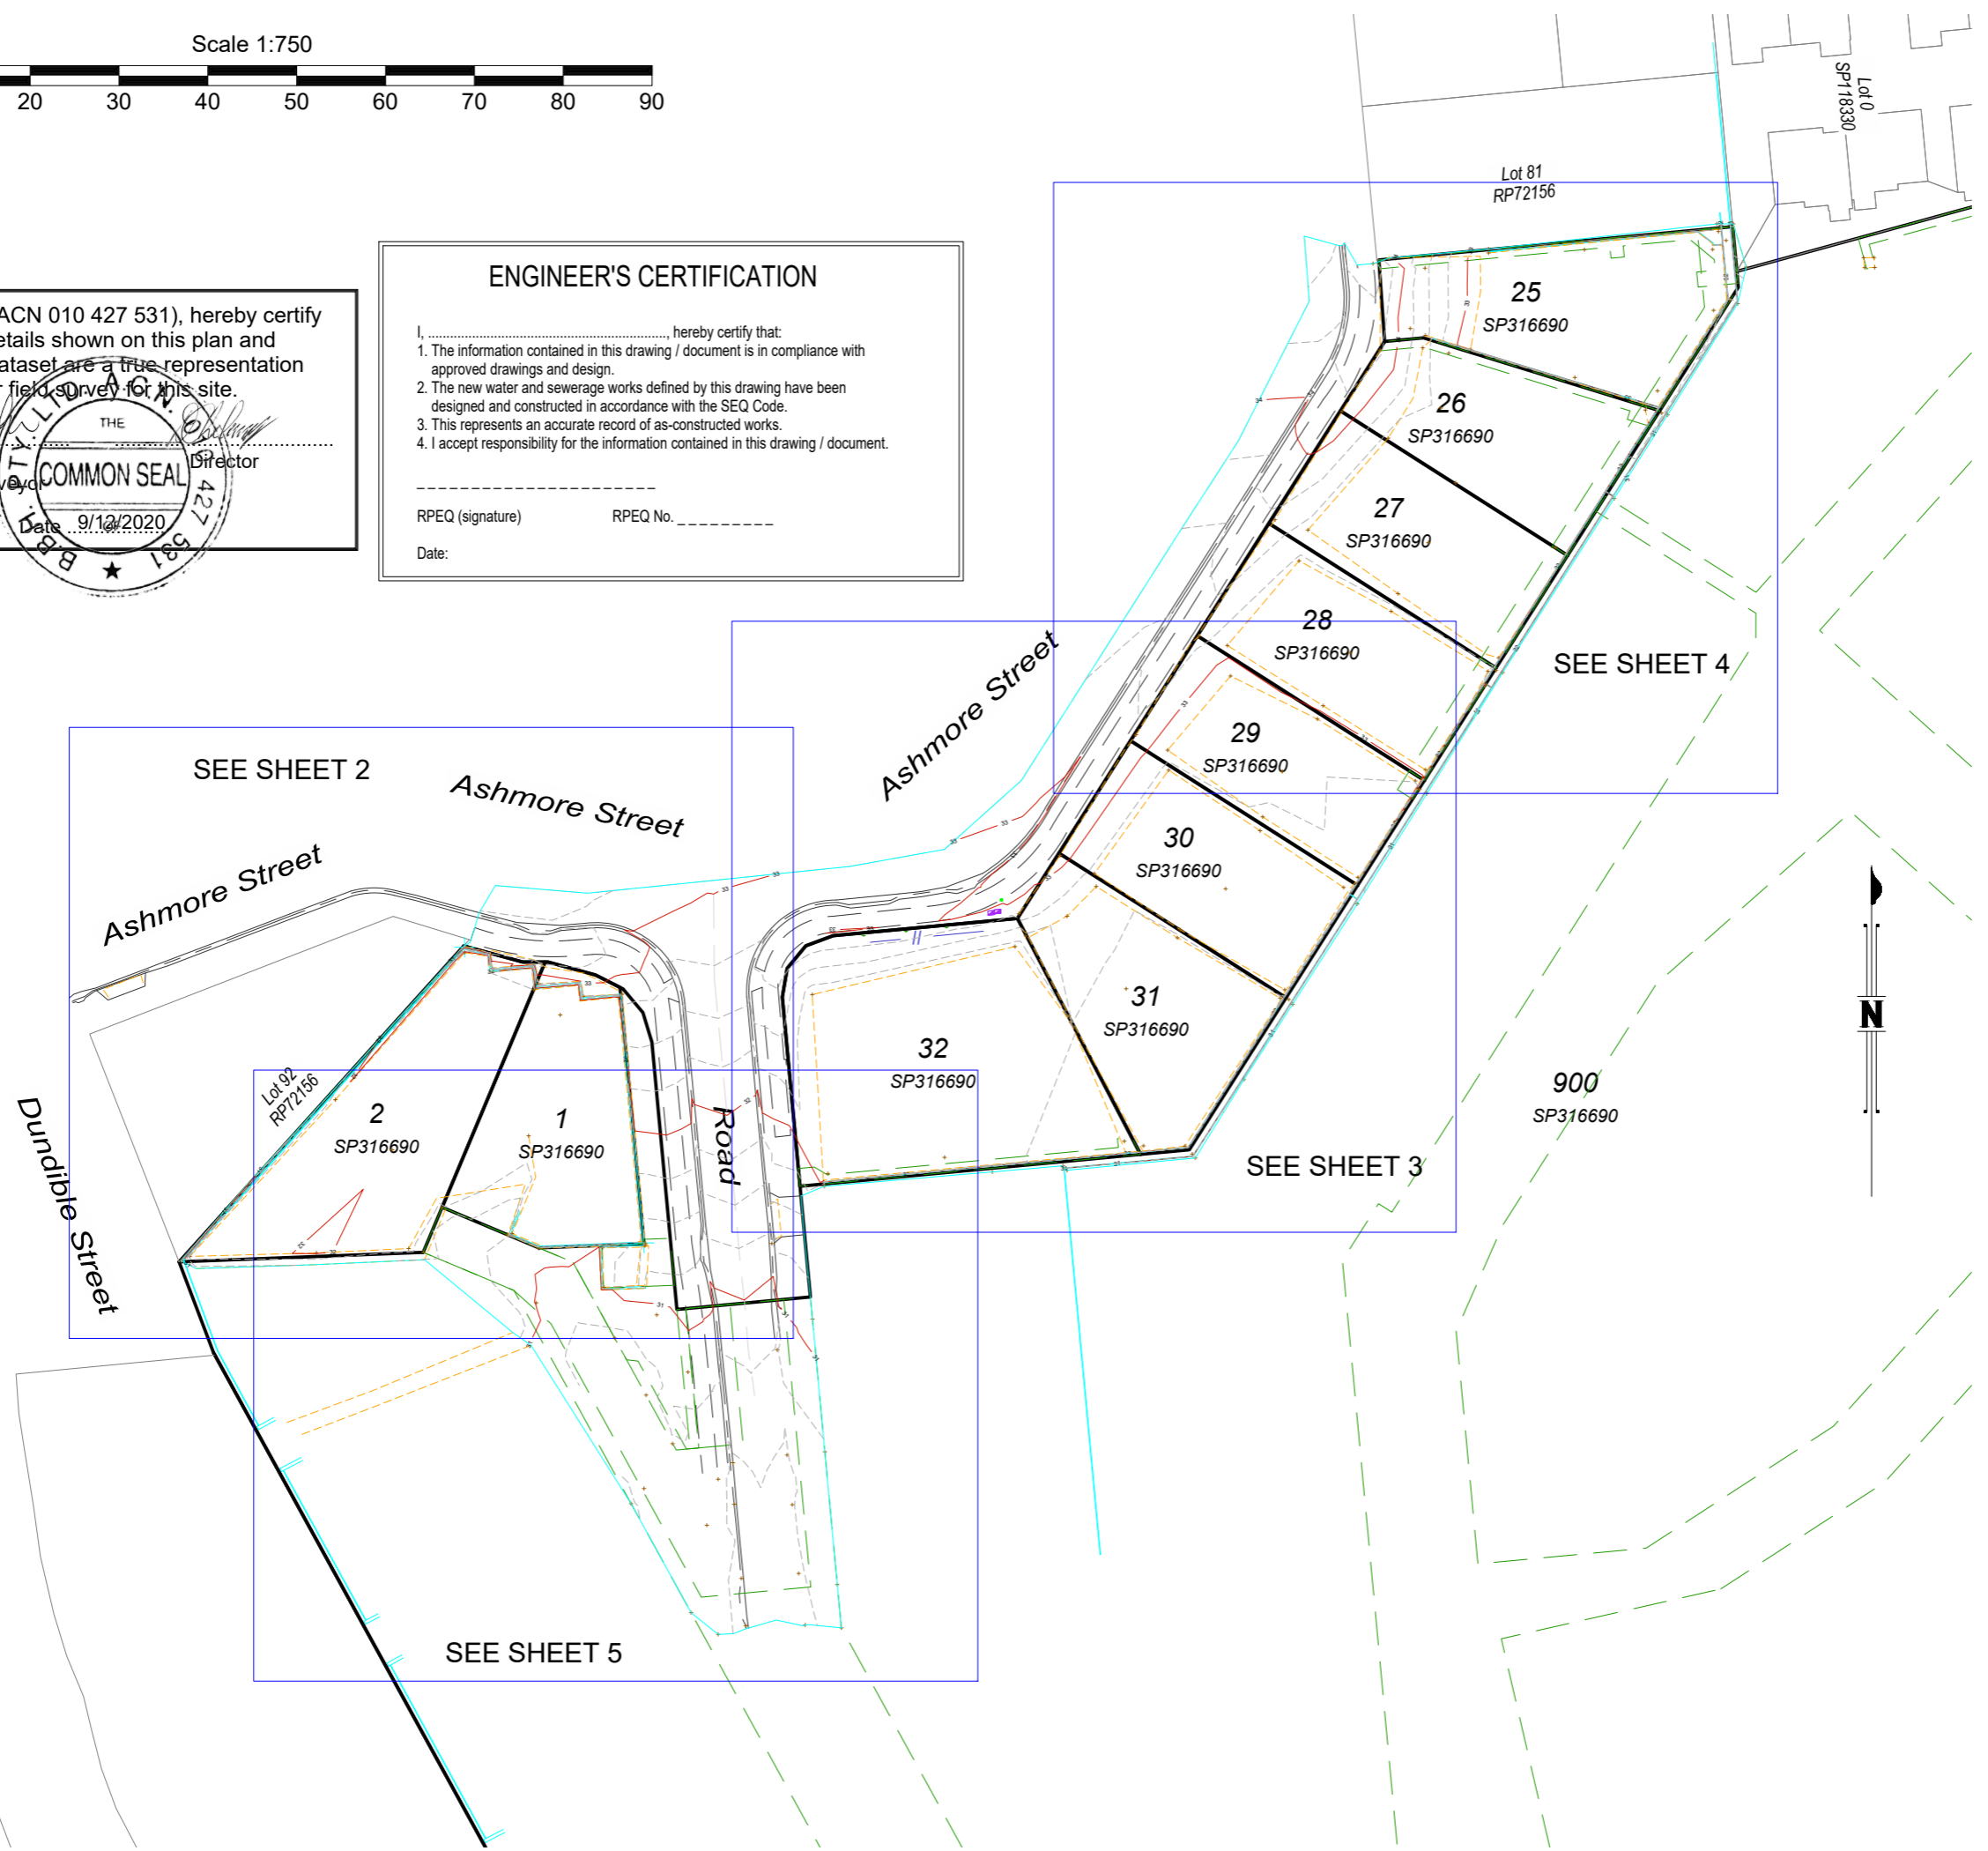 Scale 1:750
20 30 40 50 60 70 80 90
ACN 010 427 531), hereby certify
etails shown on this plan and
ataset are a true representation
r field survey for this site.
Director
veyor
Date 9/12/2020
B.B.H. PTY. LTD. A.C.N. 010 427 531
THE
COMMON SEAL
OF
ENGINEER'S CERTIFICATION
I, ............................................................, hereby certify that:
1. The information contained in this drawing / document is in compliance with
approved drawings and design.
2. The new water and sewerage works defined by this drawing have been
designed and constructed in accordance with the SEQ Code.
3. This represents an accurate record of as-constructed works.
4. I accept responsibility for the information contained in this drawing / document.
RPEQ (signature) RPEQ No. _ _ _ _ _ _ _ _ _
Date:
Lot 0
SP118330
Lot 81
RP72156
25
SP316690
26
SP316690
27
SP316690
28
SP316690
SEE SHEET 4
29
SP316690
Ashmore Street
SEE SHEET 2
Ashmore Street
Ashmore Street
30
SP316690
31
SP316690
32
SP316690
900
SP316690
N
Lot 92
RP72156
2
SP316690
1
SP316690
Road
SEE SHEET 3
Dundible Street
SEE SHEET 5